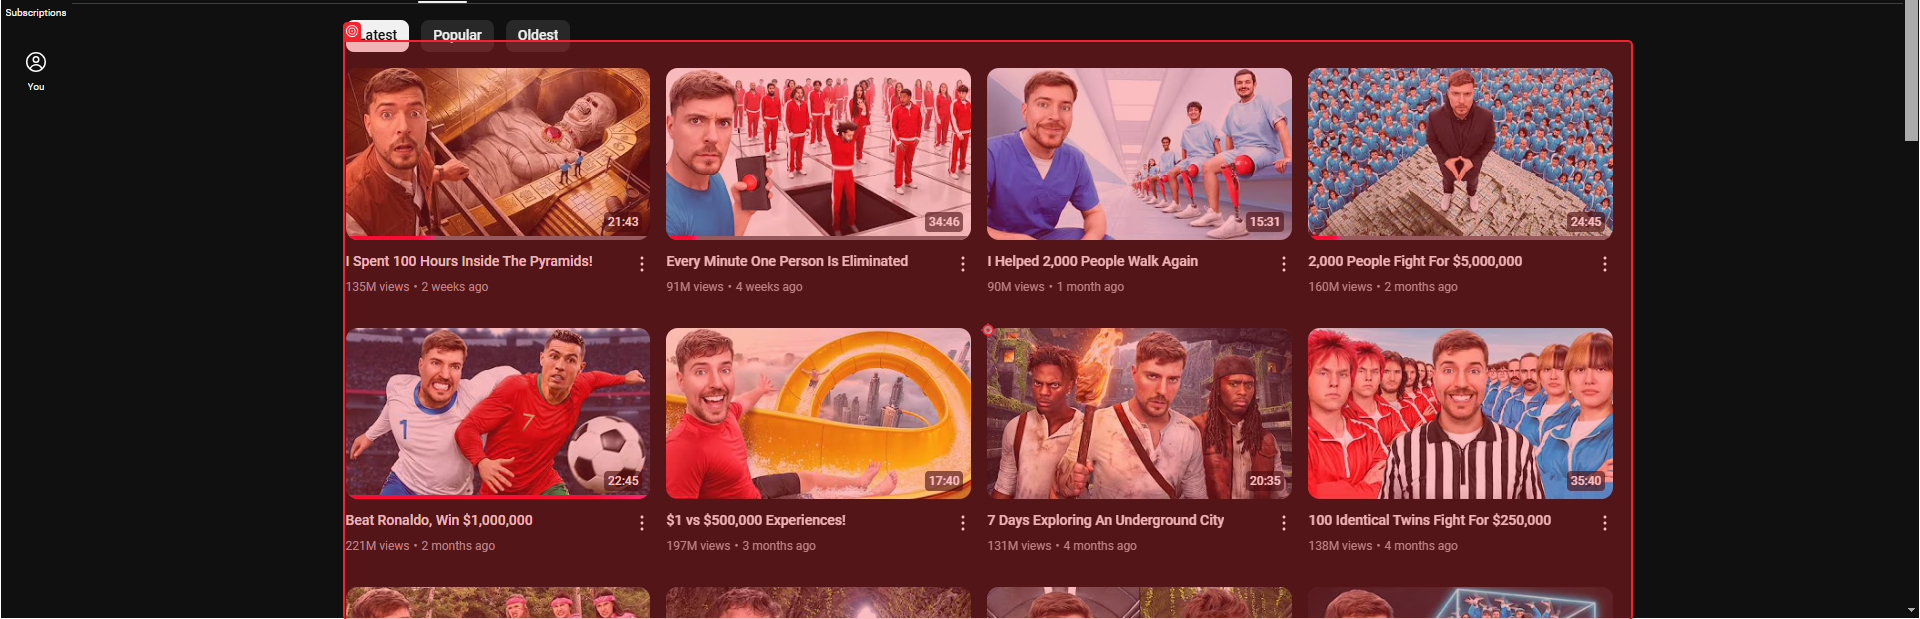 Subscriptions
You
Latest
Popular
Oldest
21:43
34:46
15:31
24:45
I Spent 100 Hours Inside The Pyramids!
Every Minute One Person Is Eliminated
I Helped 2,000 People Walk Again
2,000 People Fight For $5,000,000
135M views • 2 weeks ago
91M views • 4 weeks ago
90M views • 1 month ago
160M views • 2 months ago
1
7
22:45
17:40
20:35
35:40
Beat Ronaldo, Win $1,000,000
$1 vs $500,000 Experiences!
7 Days Exploring An Underground City
100 Identical Twins Fight For $250,000
221M views • 2 months ago
197M views • 3 months ago
131M views • 4 months ago
138M views • 4 months ago